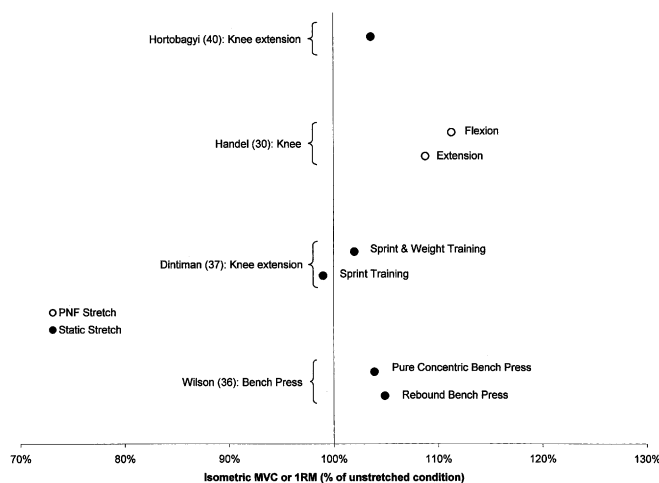 Hortobagyi (40): Knee extension
Flexion
Handel (30): Knee
Extension
Sprint & Weight Training
Dintiman (37): Knee extension
Sprint Training
PNF Stretch
Static Stretch
Pure Concentric Bench Press
Wilson (36): Bench Press
Rebound Bench Press
70% 80% 90% 100% 110% 120% 130%
Isometric MVC or 1RM (% of unstretched condition)